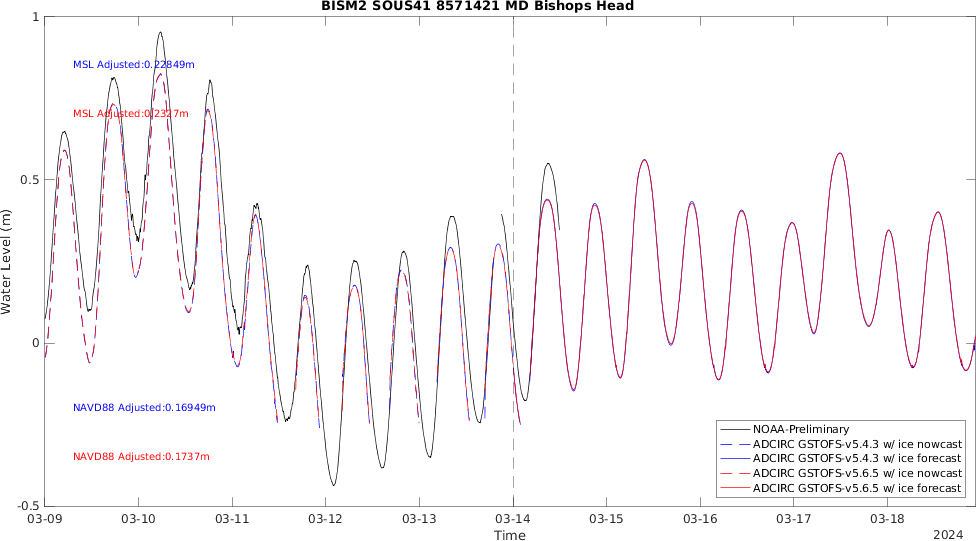 BISM2 SOUS41 8571421 MD Bishops Head
1
MSL Adjusted:0.22849m
MSL Adjusted:0.2327m
0.5
Water Level (m)
0
NAVD88 Adjusted:0.16949m
NAVD88 Adjusted:0.1737m
NOAA-Preliminary
ADCIRC GSTOFS-v5.4.3 w/ ice nowcast
ADCIRC GSTOFS-v5.4.3 w/ ice forecast
ADCIRC GSTOFS-v5.6.5 w/ ice nowcast
ADCIRC GSTOFS-v5.6.5 w/ ice forecast
-0.5
03-09 03-10 03-11 03-12 03-13 03-14 03-15 03-16 03-17 03-18
Time
2024